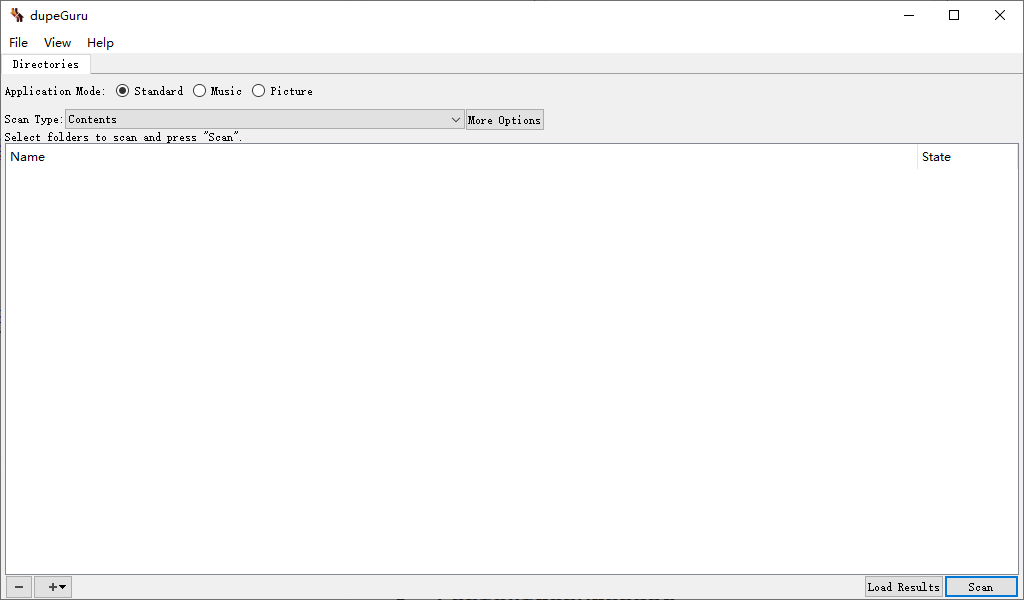 dupeGuru
File View Help
Directories
Application Mode: Standard Music Picture
Scan Type: Contents More Options
Select folders to scan and press "Scan".
Name State
Load Results Scan